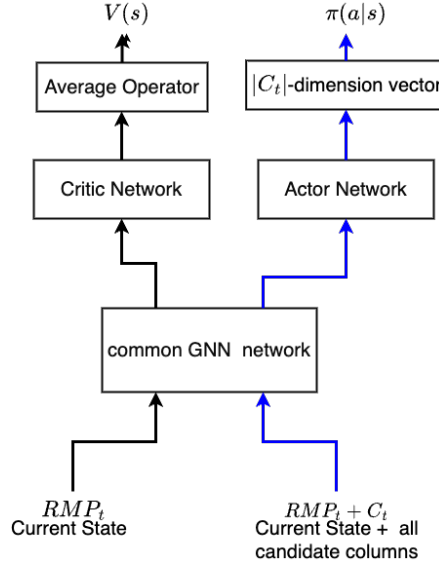 V(s)
π(a|s)
Average Operator
|C_t|-dimension vector
Critic Network
Actor Network
common GNN network
RMP_t
Current State
RMP_t + C_t
Current State + all
candidate columns